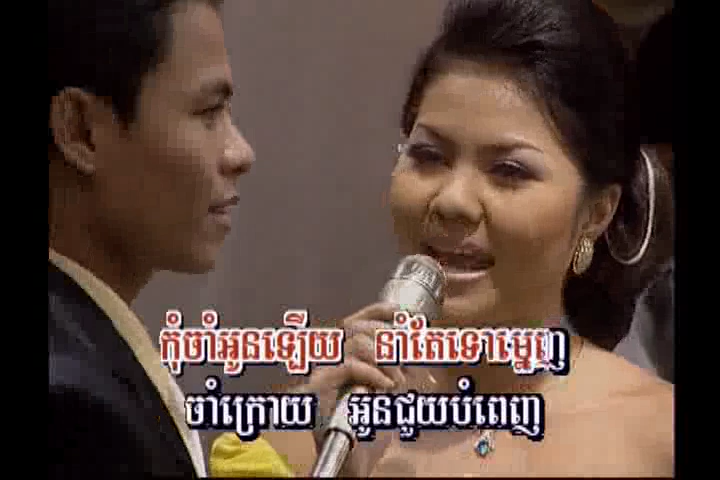 កុំចាំអូនឡើយ នាំតែទោម្នេញ
ចាំក្រោយ អូនជួយបំពេញ